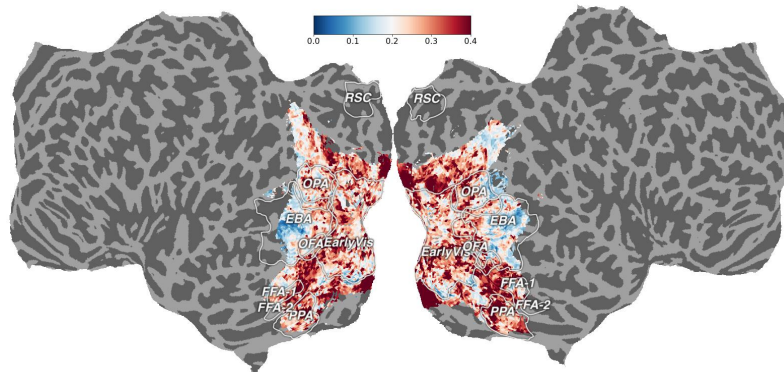 0.0 0.1 0.2 0.3 0.4
RSC RSC
OPA OPA
EBA EBA
OFA EarlyVis EarlyVis OFA
FFA-1 FFA-1
FFA-2 FFA-2
PPA PPA